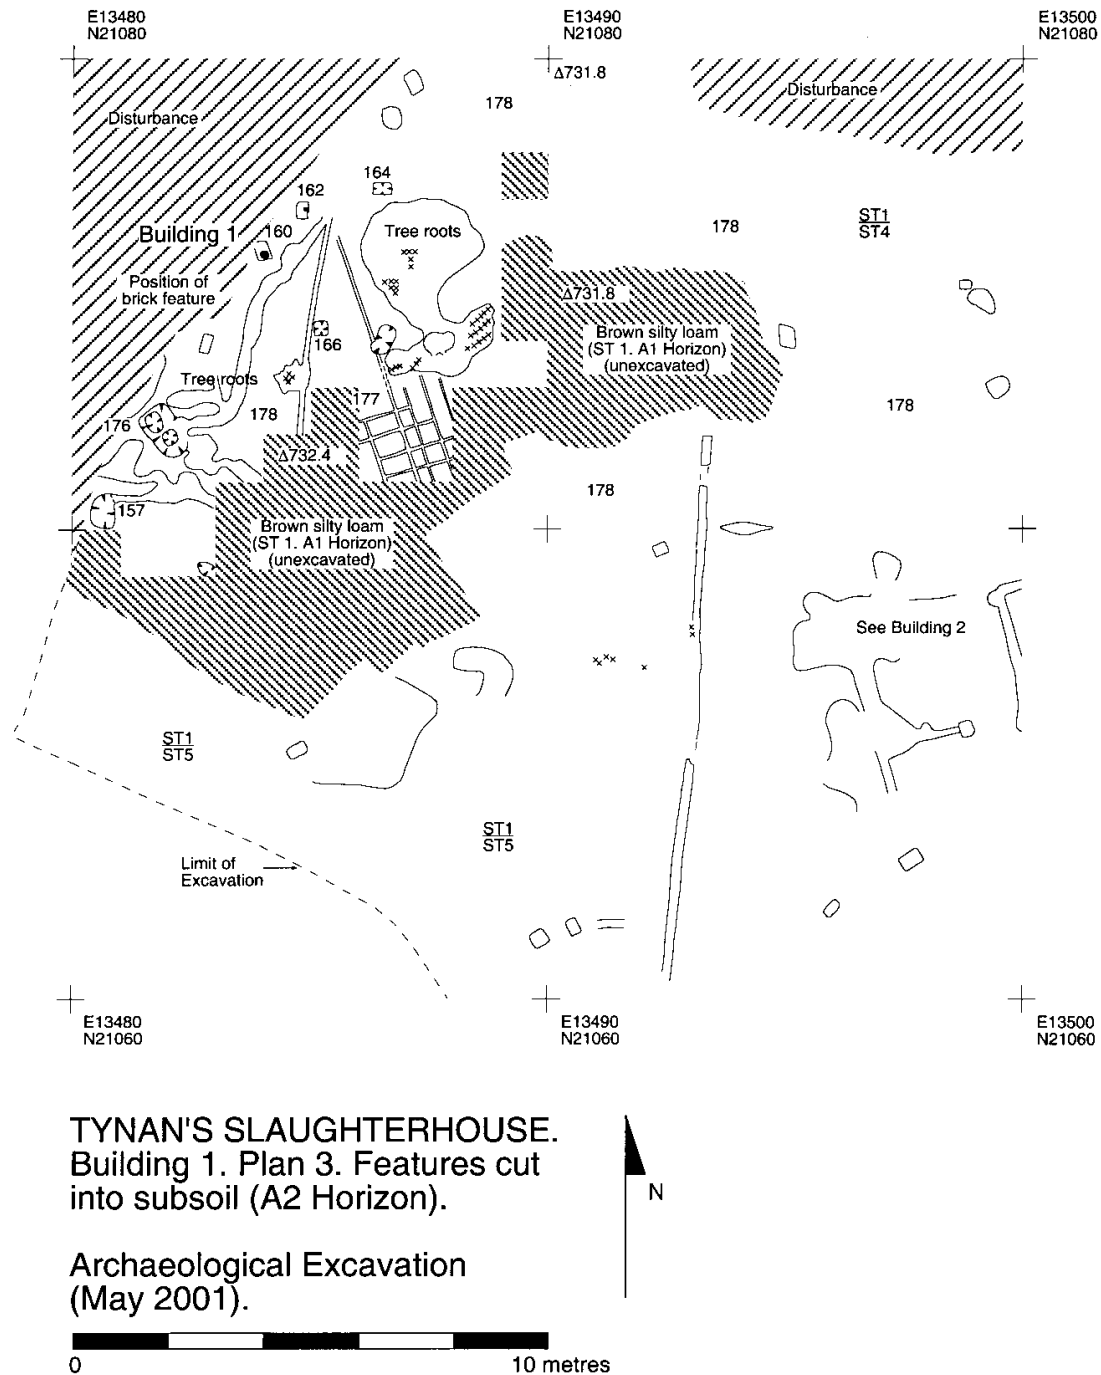 E13480
N21080
E13490
N21080
E13500
N21080
Δ731.8
Disturbance
178
Disturbance
164
162
178
ST1
ST4
Building 1
160
Tree roots
Position of
brick feature
Δ731.8
Brown silty loam
(ST 1. A1 Horizon)
(unexcavated)
166
Tree roots
177
178
178
176
Δ732.4
178
157
Brown silty loam
(ST 1. A1 Horizon)
(unexcavated)
See Building 2
ST1
ST5
ST1
ST5
Limit of
Excavation
E13480
N21060
E13490
N21060
E13500
N21060
TYNAN'S SLAUGHTERHOUSE.
Building 1. Plan 3. Features cut
into subsoil (A2 Horizon).
N
Archaeological Excavation
(May 2001).
0
10 metres